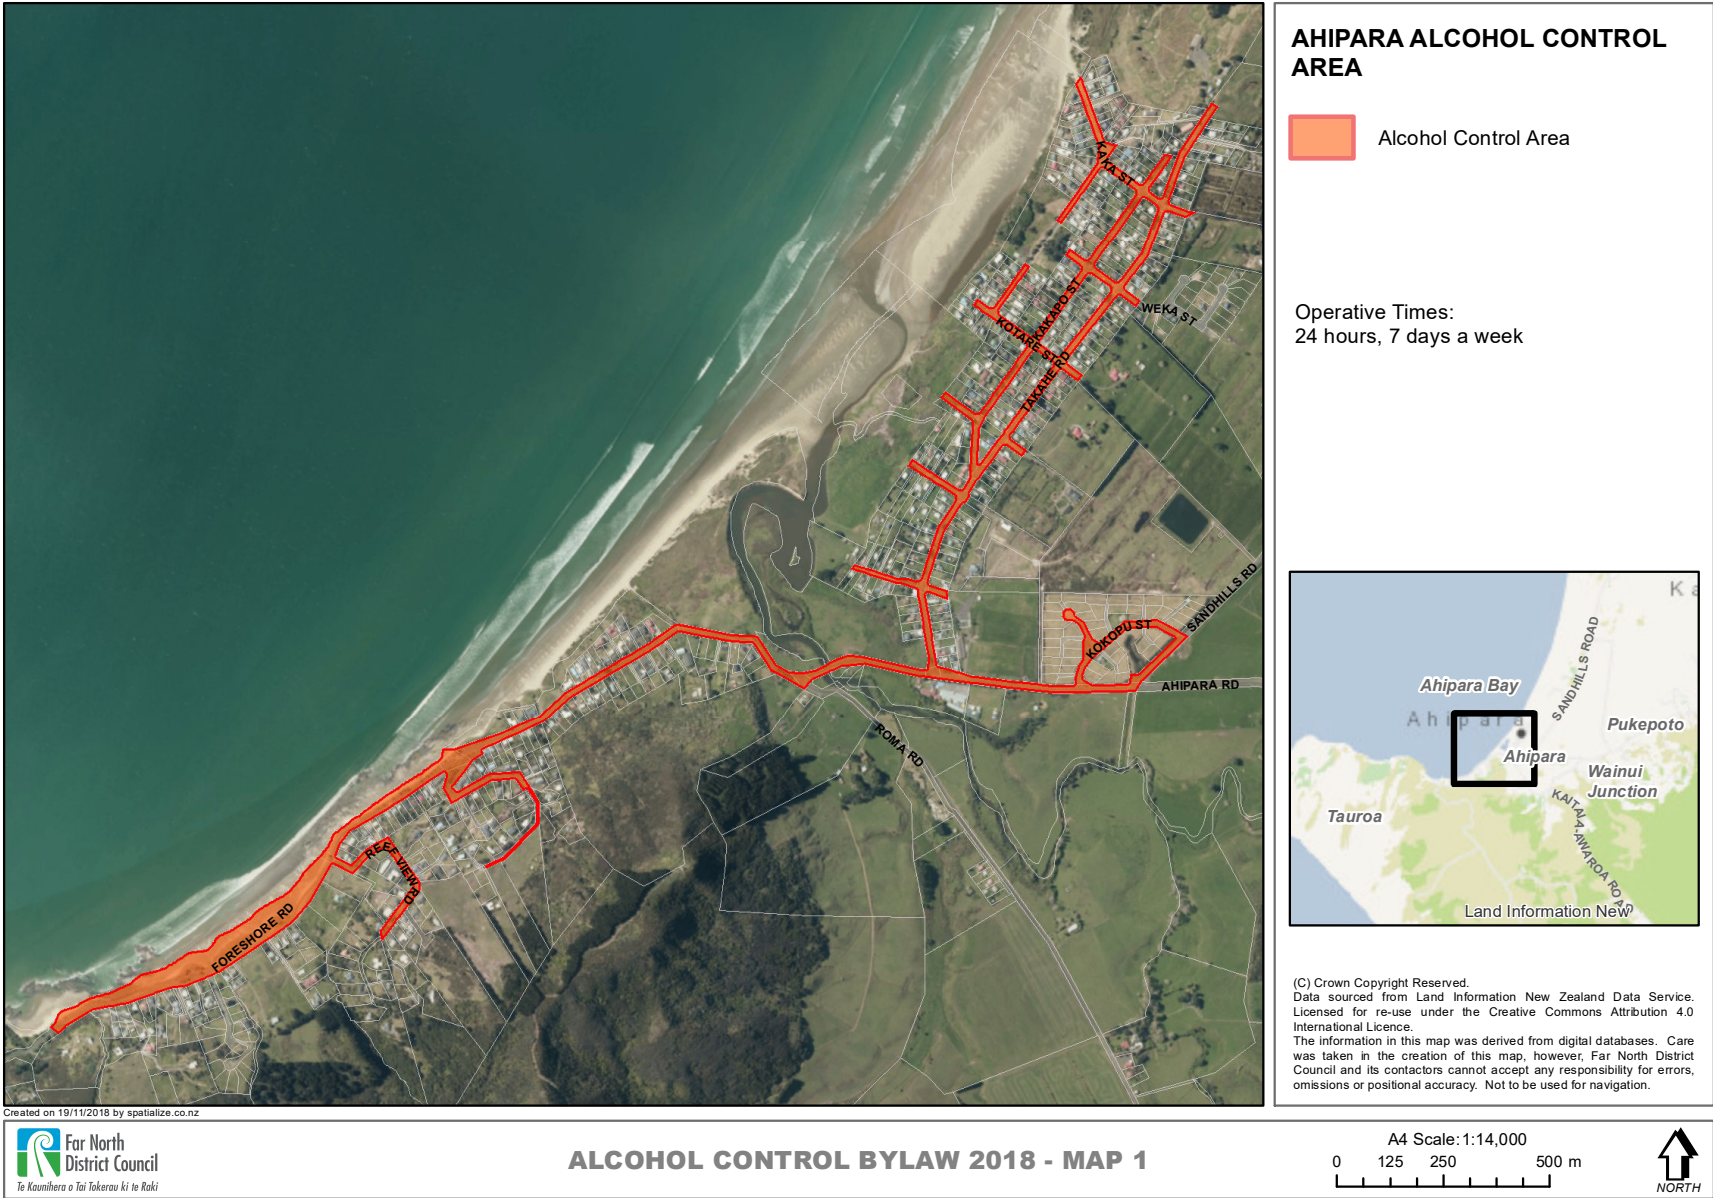 AHIPARA ALCOHOL CONTROL
AREA
Alcohol Control Area
Operative Times:
24 hours, 7 days a week
KAKA ST
WEKA ST
KAKAPO ST
KOTARE ST
TAKAHE RD
SANDHILLS RD
KOKOPU ST
AHIPARA RD
ROMA RD
REEF VIEW RD
FORESHORE RD
Ka
SANDHILLS ROAD
Ahipara Bay
Ahipara
Pukepoto
Ahipara
Wainui
Junction
KAITAIA-AWAROA ROAD
Tauroa
Land Information New
(C) Crown Copyright Reserved.
Data sourced from Land Information New Zealand Data Service.
Licensed for re-use under the Creative Commons Attribution 4.0
International Licence.
The information in this map was derived from digital databases. Care
was taken in the creation of this map, however, Far North District
Council and its contactors cannot accept any responsibility for errors,
omissions or positional accuracy. Not to be used for navigation.
Created on 19/11/2018 by spatialize.co.nz
Far North
District Council
Te Kaunihera o Tai Tokerau ki te Raki
ALCOHOL CONTROL BYLAW 2018 - MAP 1
A4 Scale: 1:14,000
0 125 250 500 m
NORTH